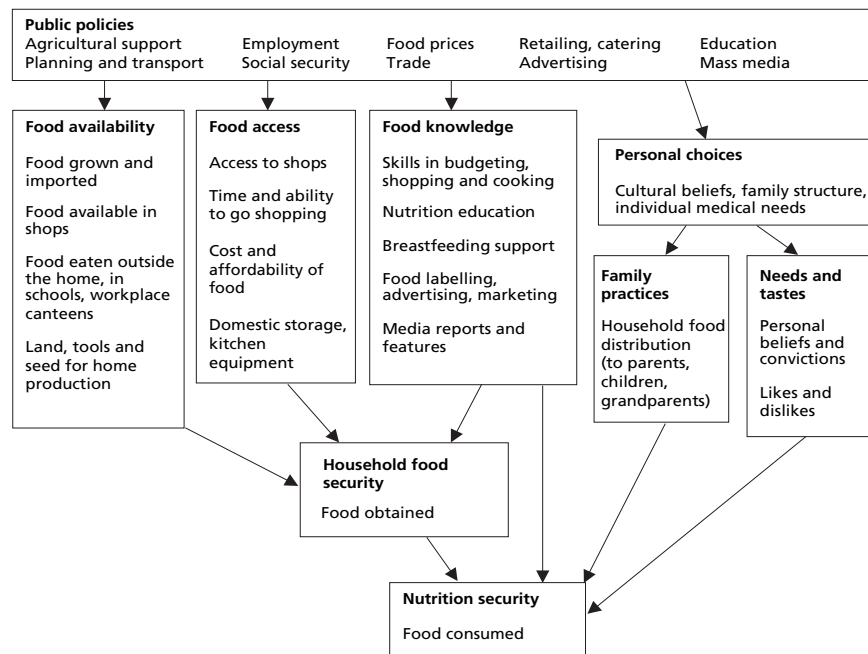 Public policies
Agricultural support Employment Food prices Retailing, catering Education
Planning and transport Social security Trade Advertising Mass media
Food availability
Food grown and
imported
Food available in
shops
Food eaten outside
the home, in
schools, workplace
canteens
Land, tools and
seed for home
production
Food access
Access to shops
Time and ability
to go shopping
Cost and
affordability of
food
Domestic storage,
kitchen
equipment
Food knowledge
Skills in budgeting,
shopping and cooking
Nutrition education
Breastfeeding support
Food labelling,
advertising, marketing
Media reports and
features
Personal choices
Cultural beliefs, family structure,
individual medical needs
Family
practices
Household food
distribution
(to parents,
children,
grandparents)
Needs and
tastes
Personal
beliefs and
convictions
Likes and
dislikes
Household food
security
Food obtained
Nutrition security
Food consumed